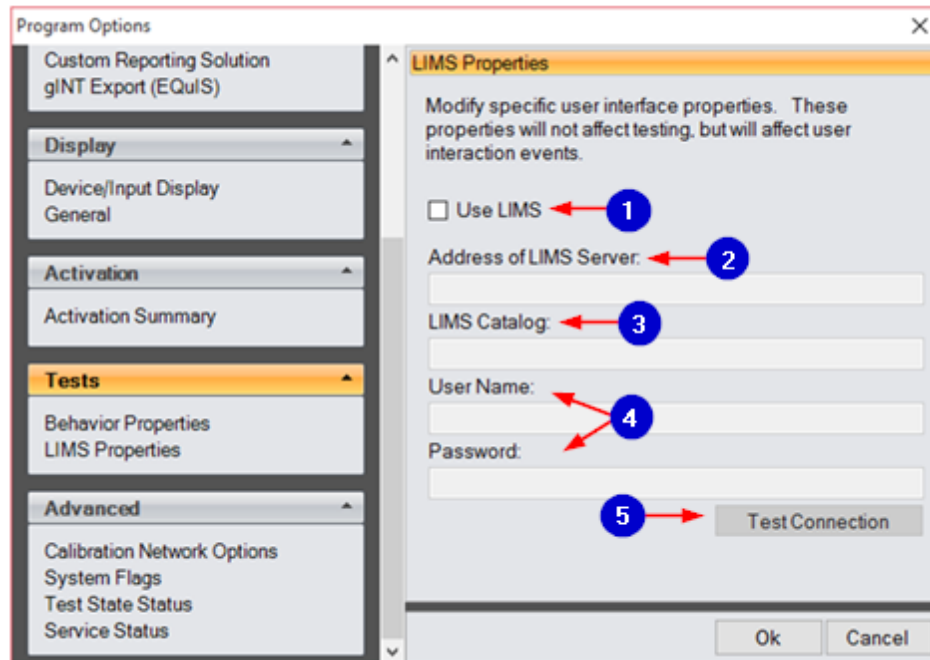 Program Options
Custom Reporting Solution
gINT Export (EQuIS)
Display
Device/Input Display
General
Activation
Activation Summary
Tests
Behavior Properties
LIMS Properties
Advanced
Calibration Network Options
System Flags
Test State Status
Service Status
LIMS Properties
Modify specific user interface properties. These
properties will not affect testing, but will affect user
interaction events.
Use LIMS 1
Address of LIMS Server: 2
LIMS Catalog: 3
User Name:
4
Password:
5 Test Connection
Ok Cancel